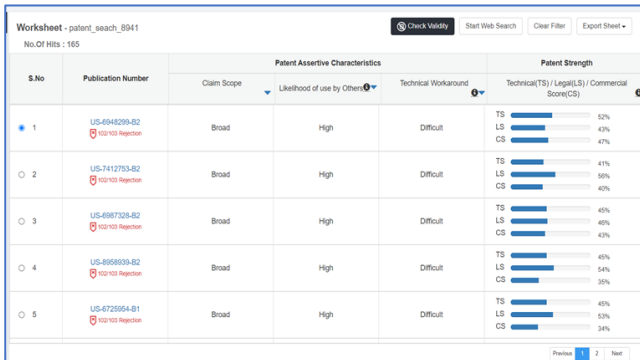 Worksheet - patent_seach_8941
Check Validity
Start Web Search
Clear Filter
Export Sheet
No.Of Hits : 165
S.No
Publication Number
Patent Assertive Characteristics
Patent Strength
Claim Scope
Likelihood of use by Others
Technical Workaround
Technical(TS) / Legal(LS) / Commercial
Score(CS)
1
US-6948299-B2
102/103 Rejection
Broad
High
Difficult
TS 52%
LS 43%
CS 47%
2
US-7412753-B2
102/103 Rejection
Broad
High
Difficult
TS 41%
LS 56%
CS 40%
3
US-6987328-B2
102/103 Rejection
Broad
High
Difficult
TS 45%
LS 46%
CS 43%
4
US-8958939-B2
102/103 Rejection
Broad
High
Difficult
TS 45%
LS 54%
CS 35%
5
US-6725954-B1
102/103 Rejection
Broad
High
Difficult
TS 45%
LS 53%
CS 34%
Previous 1 2 Next